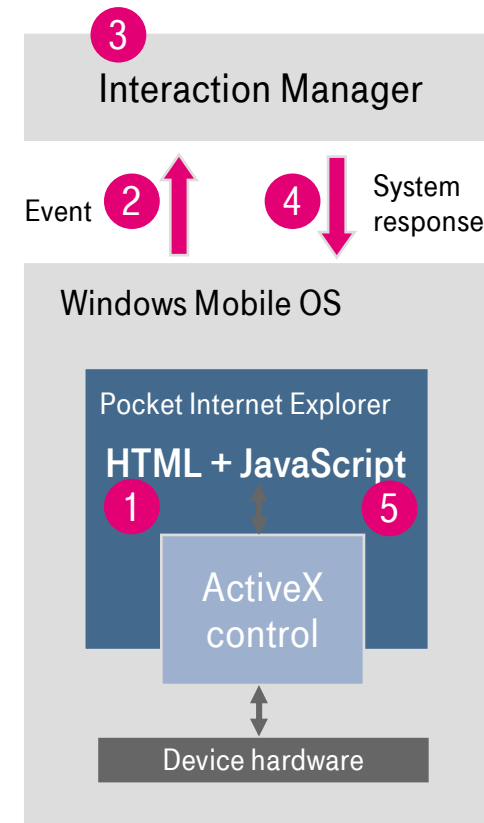 3
Interaction Manager
Event
2
4
System
response
Windows Mobile OS
Pocket Internet Explorer
HTML + JavaScript
1
5
ActiveX
control
Device hardware